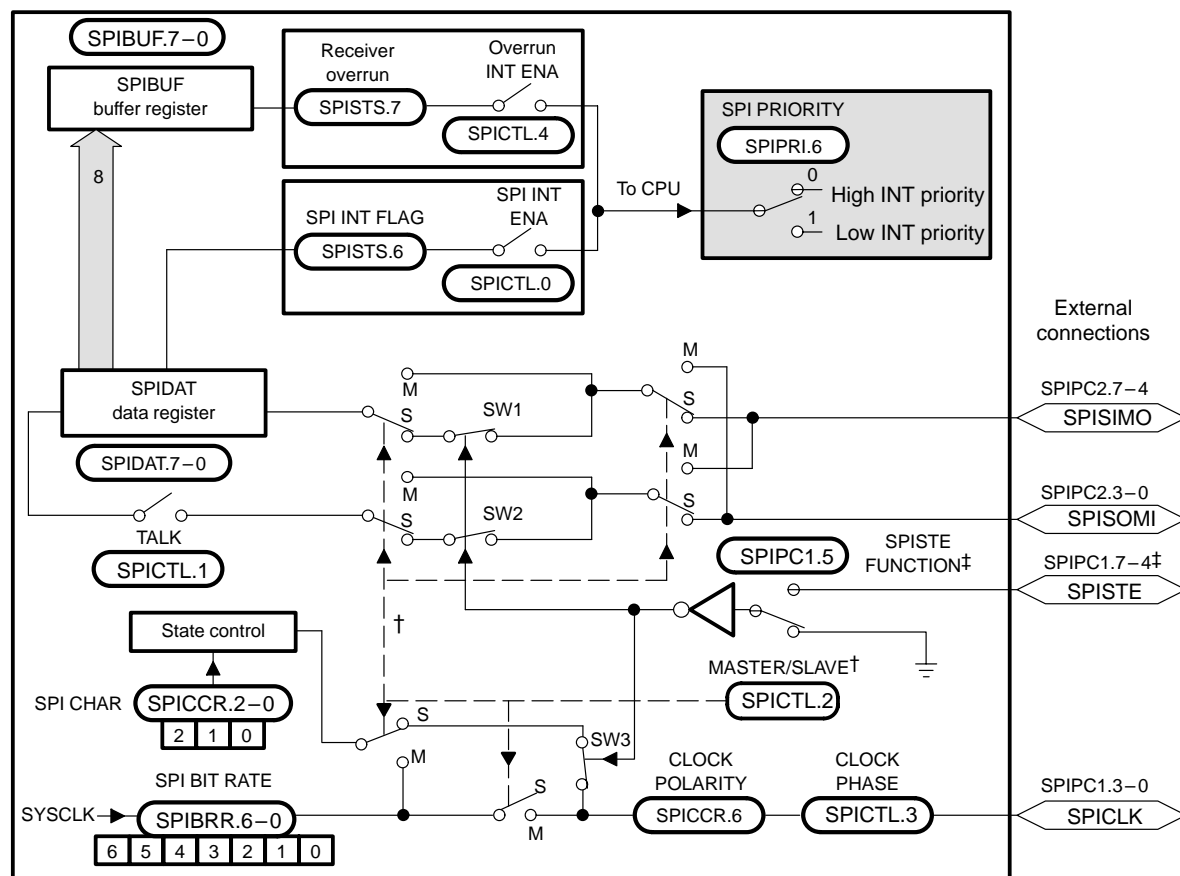 SPIBUF.7−0
SPIBUF
buffer register
8
Receiver
overrun
SPISTS.7
Overrun
INT ENA
SPICTL.4
SPI INT FLAG
SPISTS.6
SPI INT
ENA
SPICTL.0
To CPU
SPI PRIORITY
SPIPRI.6
0
High INT priority
1
Low INT priority
External
connections
SPIDAT
data register
SPIDAT.7−0
M
S
SW1
M
S
SPIPC2.7−4
SPISIMO
M
S
SW2
M
S
SPIPC2.3−0
SPISOMI
TALK
SPICTL.1
SPIPC1.5
SPISTE
FUNCTION‡
SPIPC1.7−4‡
SPISTE
State control
†
MASTER/SLAVE†
SPICTL.2
SPI CHAR
SPICCR.2−0
2 1 0
S
M
SW3
SPI BIT RATE
SYSCLK
SPIBRR.6−0
6 5 4 3 2 1 0
S
M
CLOCK
POLARITY
SPICCR.6
CLOCK
PHASE
SPICTL.3
SPIPC1.3−0
SPICLK